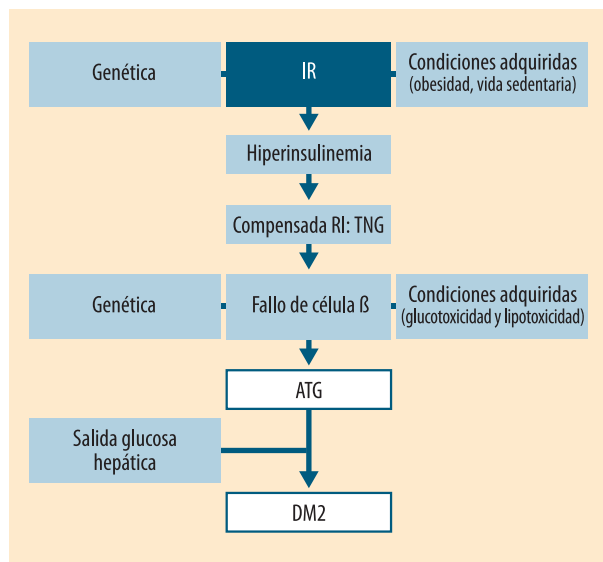 Genética
IR
Condiciones adquiridas
(obesidad, vida sedentaria)
Hiperinsulinemia
Compensada RI: TNG
Genética
Fallo de célula ß
Condiciones adquiridas
(glucotoxicidad y lipotoxicidad)
ATG
Salida glucosa
hepática
DM2